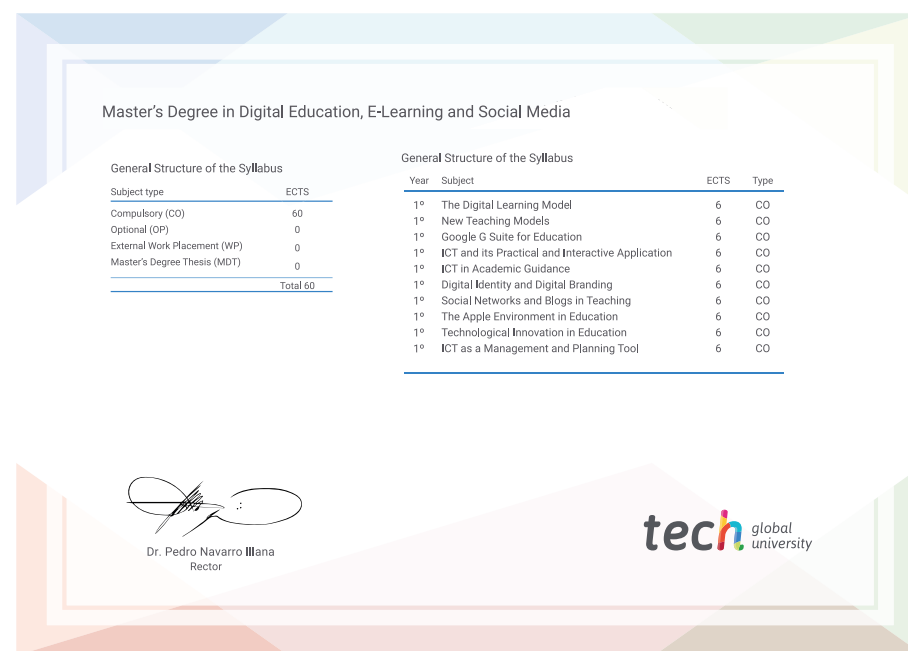 Master's Degree in Digital Education, E-Learning and Social Media
General Structure of the Syllabus
Subject type ECTS
Compulsory (CO) 60
Optional (OP) 0
External Work Placement (WP) 0
Master's Degree Thesis (MDT) 0
Total 60
General Structure of the Syllabus
Year Subject ECTS Type
1º The Digital Learning Model 6 CO
1º New Teaching Models 6 CO
1º Google G Suite for Education 6 CO
1º ICT and its Practical and Interactive Application 6 CO
1º ICT in Academic Guidance 6 CO
1º Digital Identity and Digital Branding 6 CO
1º Social Networks and Blogs in Teaching 6 CO
1º The Apple Environment in Education 6 CO
1º Technological Innovation in Education 6 CO
1º ICT as a Management and Planning Tool 6 CO
Dr. Pedro Navarro Illana
Rector
tech global
university